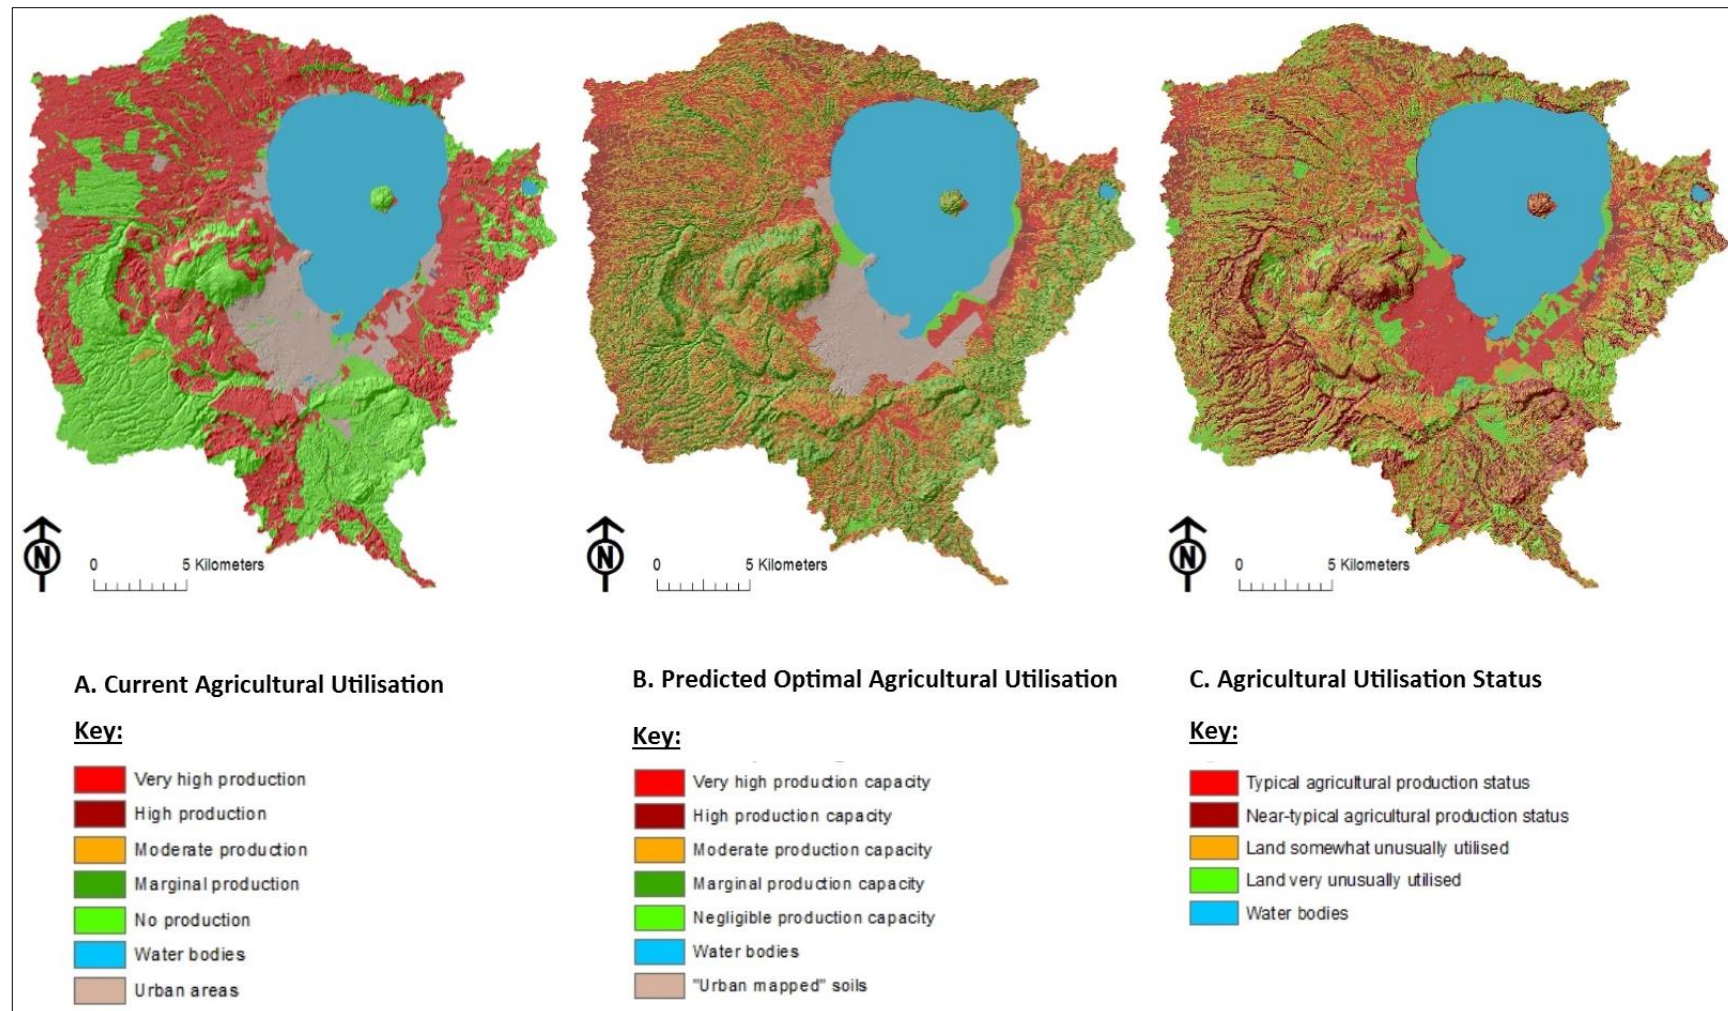 N
0 5 Kilometers
N
0 5 Kilometers
N
0 5 Kilometers
A. Current Agricultural Utilisation
Key:
Very high production
High production
Moderate production
Marginal production
No production
Water bodies
Urban areas
B. Predicted Optimal Agricultural Utilisation
Key:
Very high production capacity
High production capacity
Moderate production capacity
Marginal production capacity
Negligible production capacity
Water bodies
"Urban mapped" soils
C. Agricultural Utilisation Status
Key:
Typical agricultural production status
Near-typical agricultural production status
Land somewhat unusually utilised
Land very unusually utilised
Water bodies